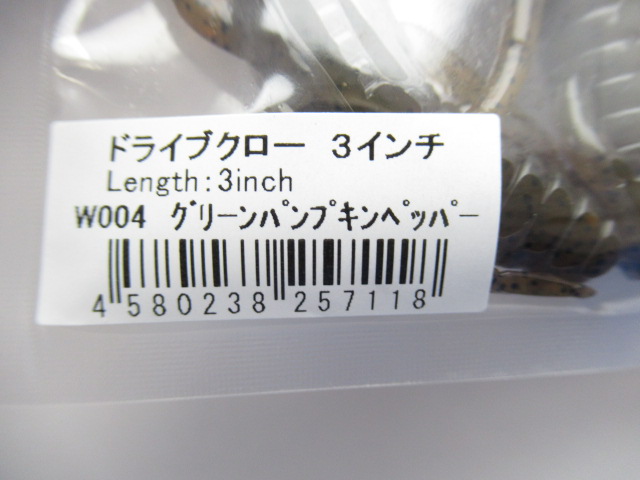 ドライブクロー 3インチ
Length:3inch
W004 ｸﾞﾘｰﾝﾊﾟﾝﾌﾟｷﾝﾍﾟｯﾊﾟｰ
4 580238 257118